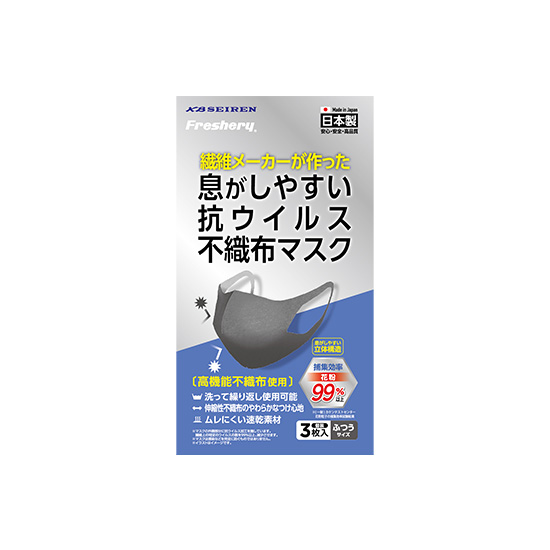 KBSEIREN
Freshery.
Made in Japan
日本製
安心・安全・高品質
繊維メーカーが作った
息がしやすい
抗ウイルス
不織布マスク
息がしやすい
立体構造
捕集効率
花粉
99%以上
〔高機能不織布使用〕
洗って繰り返し使用可能
伸縮性不織布のやわらかなつけ心地
ムレにくい速乾素材
3枚入
ふつう
サイズ